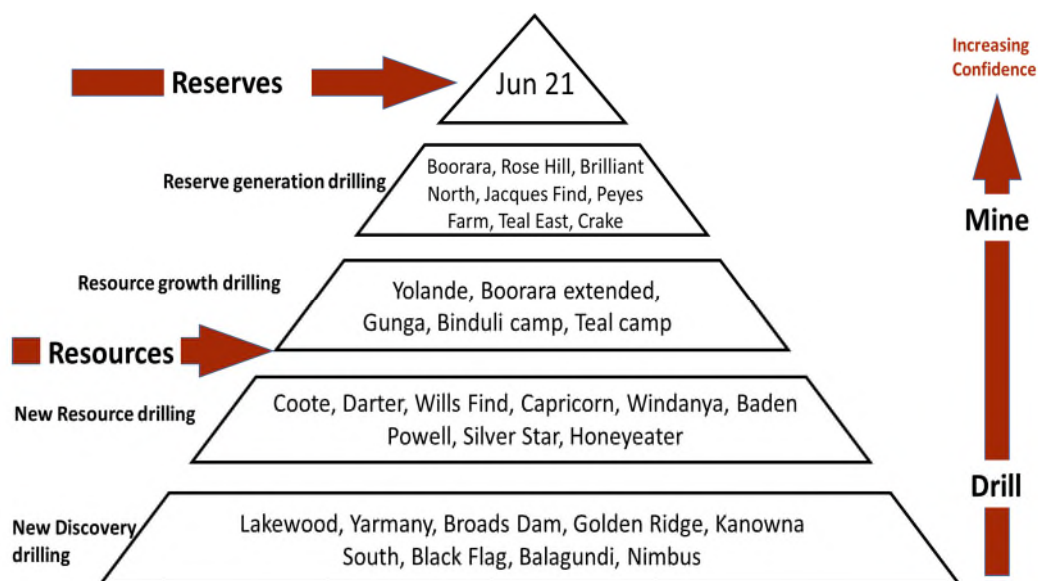 Increasing
Confidence
Reserves
Jun 21
Reserve generation drilling
Boorara, Rose Hill, Brilliant
North, Jacques Find, Peyes
Farm, Teal East, Crake
Mine
Resource growth drilling
Yolande, Boorara extended,
Gunga, Binduli camp, Teal camp
Resources
New Resource drilling
Coote, Darter, Wills Find, Capricorn, Windanya, Baden
Powell, Silver Star, Honeyeater
Drill
New Discovery
drilling
Lakewood, Yarmany, Broads Dam, Golden Ridge, Kanowna
South, Black Flag, Balagundi, Nimbus